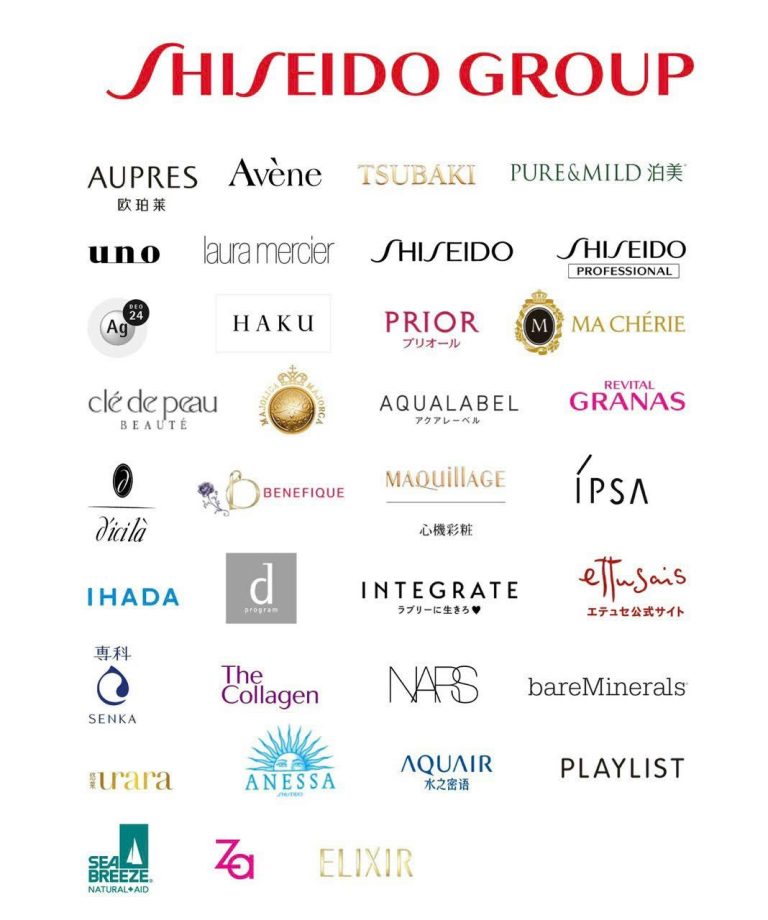 SHISEIDO GROUP
AUPRES
欧珀莱
Avène
TSUBAKI
PURE&MILD 泊美
uno
laura mercier
SHISEIDO
SHISEIDO
PROFESSIONAL
DEO
24
Ag
HAKU
PRIOR
プリオール
M
MA CHÉRIE
clé de peau
BEAUTÉ
MAJOLICA MAJORCA
AQUALABEL
アクアレーベル
REVITAL
GRANAS
d'icilà
BENEFIQUE
MAQuillAGE
心機彩粧
IPSA
IHADA
d
program
INTEGRATE
ラブリーに生きろ♥
ettusais
エテュセ公式サイト
専科
SENKA
The
Collagen
NARS
bareMinerals
悠莱 urara
ANESSA
SHISEIDO
AQUAIR
水之密语
PLAYLIST
SEA
BREEZE.
NATURAL+AID
Za
ELIXIR